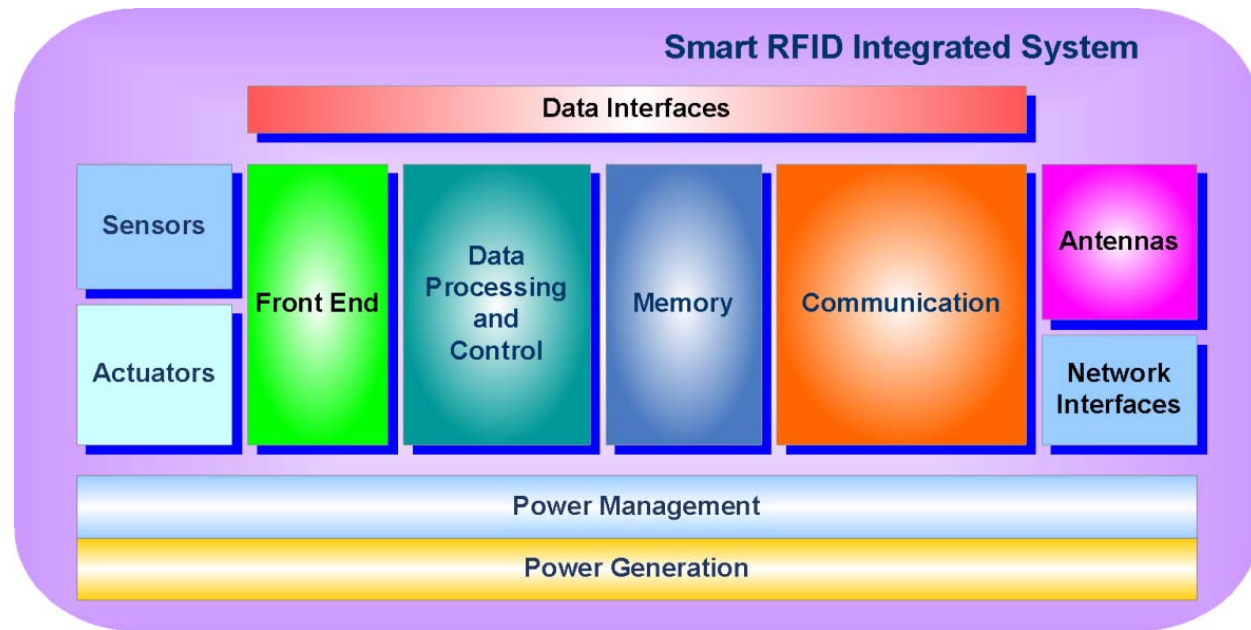 Smart RFID Integrated System
Data Interfaces
Sensors
Actuators
Front End
Data
Processing
and
Control
Memory
Communication
Antennas
Network
Interfaces
Power Management
Power Generation